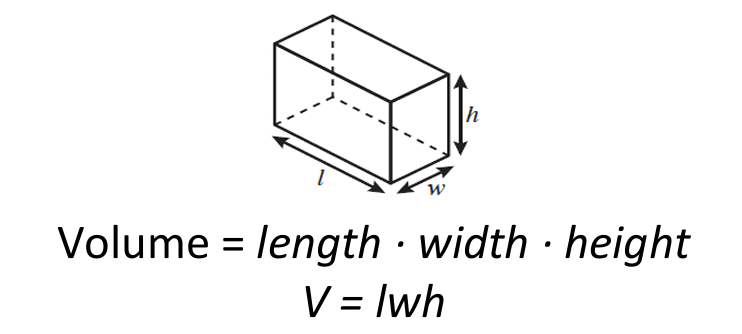 h
l
w
Volume = length · width · height
V = lwh